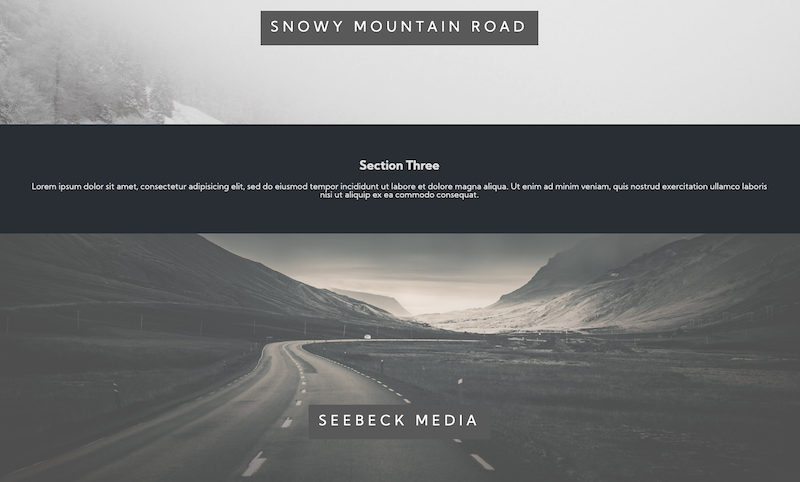 SNOWY MOUNTAIN ROAD
Section Three
Lorem ipsum dolor sit amet, consectetur adipisicing elit, sed do eiusmod tempor incididunt ut labore et dolore magna aliqua. Ut enim ad minim veniam, quis nostrud exercitation ullamco laboris
nisi ut aliquip ex ea commodo consequat.
SEEBECK MEDIA